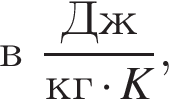 в Дж/кг · K,